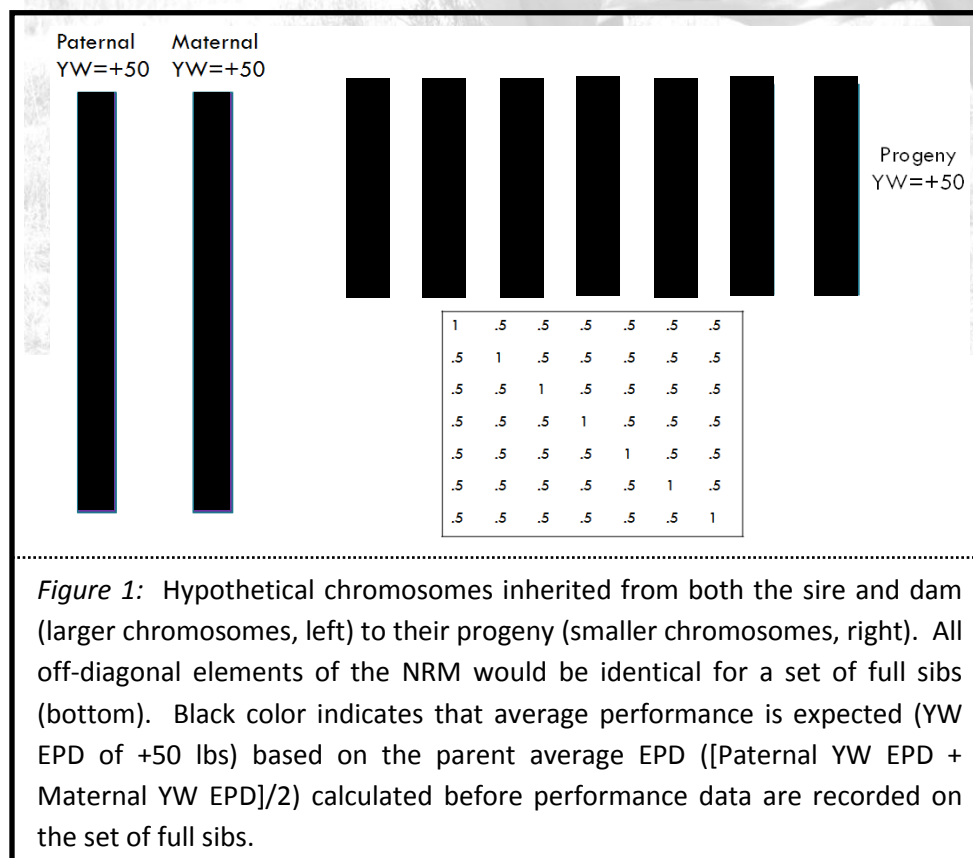 Paternal Maternal
YW=+50 YW=+50
Progeny
YW=+50
1 .5 .5 .5 .5 .5 .5
.5 1 .5 .5 .5 .5 .5
.5 .5 1 .5 .5 .5 .5
.5 .5 .5 1 .5 .5 .5
.5 .5 .5 .5 1 .5 .5
.5 .5 .5 .5 .5 1 .5
.5 .5 .5 .5 .5 .5 1
Figure 1: Hypothetical chromosomes inherited from both the sire and dam
(larger chromosomes, left) to their progeny (smaller chromosomes, right). All
off-diagonal elements of the NRM would be identical for a set of full sibs
(bottom). Black color indicates that average performance is expected (YW
EPD of +50 lbs) based on the parent average EPD ([Paternal YW EPD +
Maternal YW EPD]/2) calculated before performance data are recorded on
the set of full sibs.